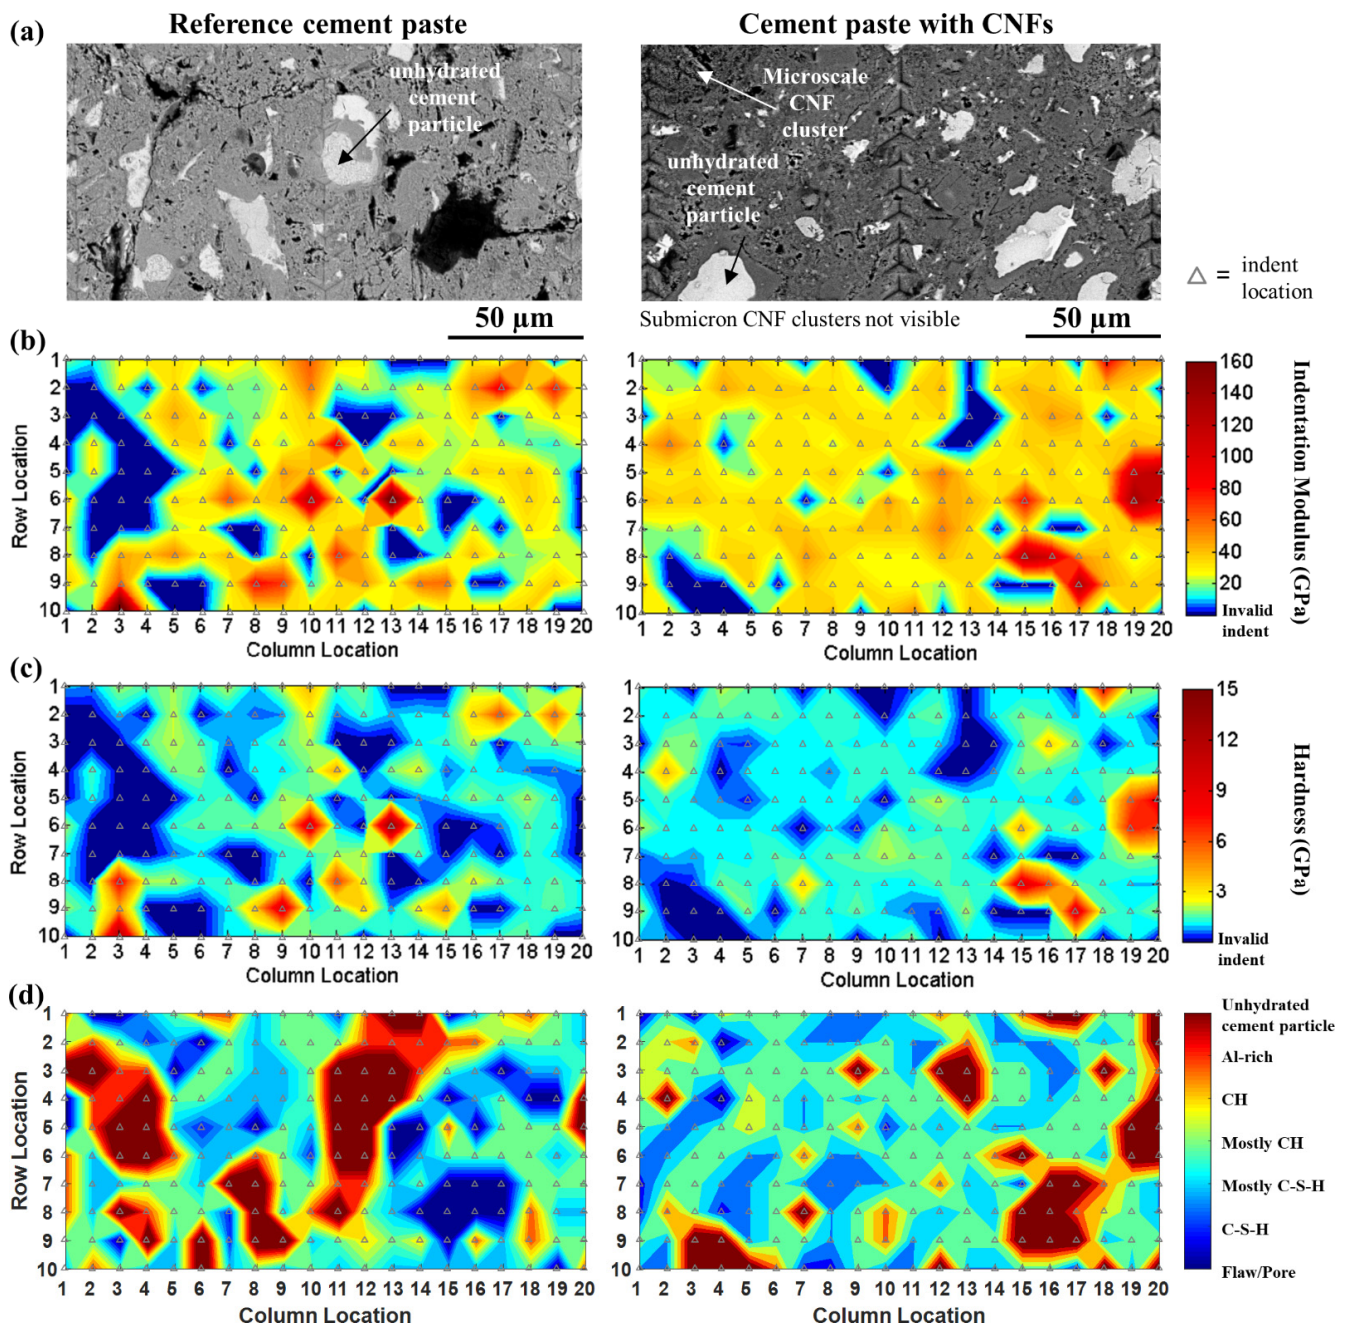 (a)
Reference cement paste
Cement paste with CNFs
unhydrated
cement
particle
Microscale
CNF
cluster
unhydrated
cement
particle
= indent
location
50 µm
Submicron CNF clusters not visible
50 µm
(b)
1
2
3
4
5
6
7
8
9
10
Row Location
1 2 3 4 5 6 7 8 9 10 11 12 13 14 15 16 17 18 19 20
Column Location
1
2
3
4
5
6
7
8
9
10
1 2 3 4 5 6 7 8 9 10 11 12 13 14 15 16 17 18 19 20
Column Location
160
140
120
100
80
60
40
20
Invalid
indent
Indentation Modulus (GPa)
(c)
1
2
3
4
5
6
7
8
9
10
Row Location
1 2 3 4 5 6 7 8 9 10 11 12 13 14 15 16 17 18 19 20
Column Location
1
2
3
4
5
6
7
8
9
10
1 2 3 4 5 6 7 8 9 10 11 12 13 14 15 16 17 18 19 20
Column Location
15
12
9
6
3
Invalid
indent
Hardness (GPa)
(d)
1
2
3
4
5
6
7
8
9
10
Row Location
1 2 3 4 5 6 7 8 9 10 11 12 13 14 15 16 17 18 19 20
Column Location
1
2
3
4
5
6
7
8
9
10
1 2 3 4 5 6 7 8 9 10 11 12 13 14 15 16 17 18 19 20
Column Location
Unhydrated
cement particle
Al-rich
CH
Mostly CH
Mostly C-S-H
C-S-H
Flaw/Pore